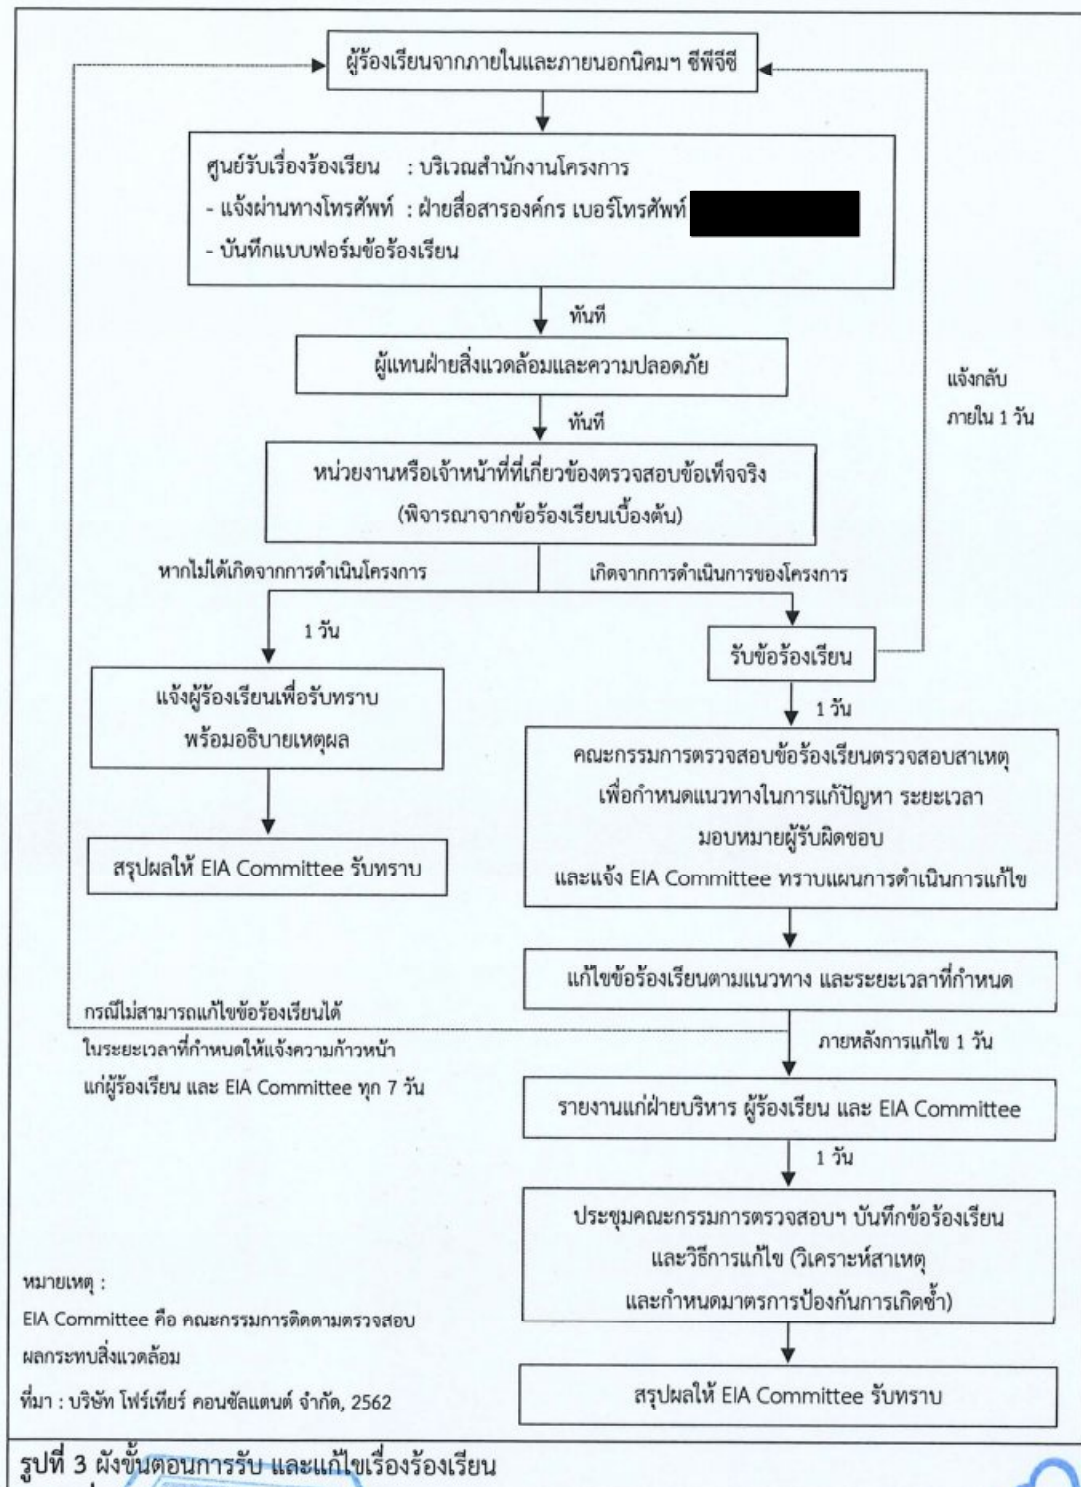 ผู้ร้องเรียนจากภายในและภายนอกนิคมฯ ซีพีจีซี
ศูนย์รับเรื่องร้องเรียน : บริเวณสำนักงานโครงการ
- แจ้งผ่านทางโทรศัพท์ : ฝ่ายสื่อสารองค์กร เบอร์โทรศัพท์
- บันทึกแบบฟอร์มข้อร้องเรียน
ทันที
ผู้แทนฝ่ายสิ่งแวดล้อมและความปลอดภัย
แจ้งกลับ
ภายใน 1 วัน
ทันที
หน่วยงานหรือเจ้าหน้าที่ที่เกี่ยวข้องตรวจสอบข้อเท็จจริง
(พิจารณาจากข้อร้องเรียนเบื้องต้น)
หากไม่ได้เกิดจากการดำเนินโครงการ
เกิดจากการดำเนินการของโครงการ
1 วัน
รับข้อร้องเรียน
แจ้งผู้ร้องเรียนเพื่อรับทราบ
พร้อมอธิบายเหตุผล
1 วัน
คณะกรรมการตรวจสอบข้อร้องเรียนตรวจสอบสาเหตุ
เพื่อกำหนดแนวทางในการแก้ปัญหา ระยะเวลา
มอบหมายผู้รับผิดชอบ
และแจ้ง EIA Committee ทราบแผนการดำเนินการแก้ไข
สรุปผลให้ EIA Committee รับทราบ
แก้ไขข้อร้องเรียนตามแนวทาง และระยะเวลาที่กำหนด
กรณีไม่สามารถแก้ไขข้อร้องเรียนได้
ในระยะเวลาที่กำหนดให้แจ้งความก้าวหน้า
แก่ผู้ร้องเรียน และ EIA Committee ทุก 7 วัน
ภายหลังการแก้ไข 1 วัน
รายงานแก่ฝ่ายบริหาร ผู้ร้องเรียน และ EIA Committee
1 วัน
ประชุมคณะกรรมการตรวจสอบฯ บันทึกข้อร้องเรียน
และวิธีการแก้ไข (วิเคราะห์สาเหตุ
และกำหนดมาตรการป้องกันการเกิดซ้ำ)
สรุปผลให้ EIA Committee รับทราบ
หมายเหตุ :
EIA Committee คือ คณะกรรมการติดตามตรวจสอบ
ผลกระทบสิ่งแวดล้อม
ที่มา : บริษัท โฟร์เทียร์ คอนซัลแตนต์ จำกัด, 2562
รูปที่ 3 ผังขั้นตอนการรับ และแก้ไขเรื่องร้องเรียน